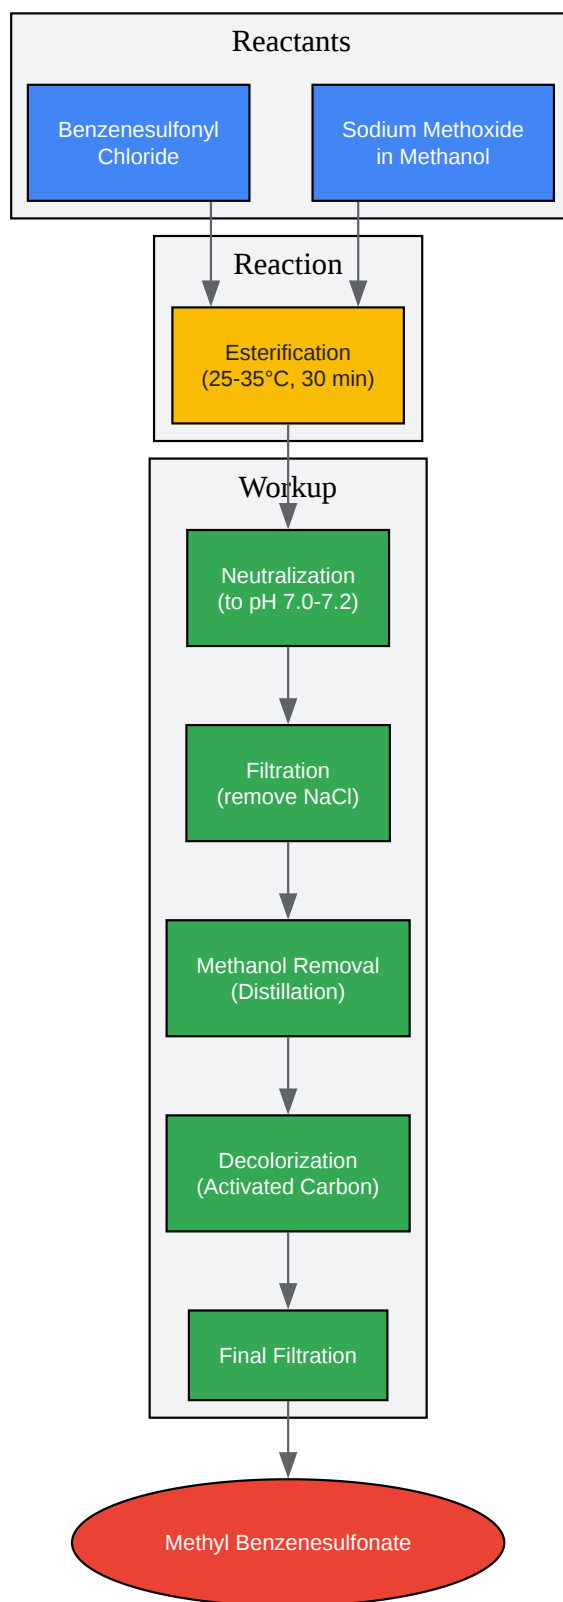 Reactants
Benzenesulfonyl
Chloride
Sodium Methoxide
in Methanol
Reaction
Esterification
(25-35°C, 30 min)
Workup
Neutralization
(to pH 7.0-7.2)
Filtration
(remove NaCl)
Methanol Removal
(Distillation)
Decolorization
(Activated Carbon)
Final Filtration
Methyl Benzenesulfonate